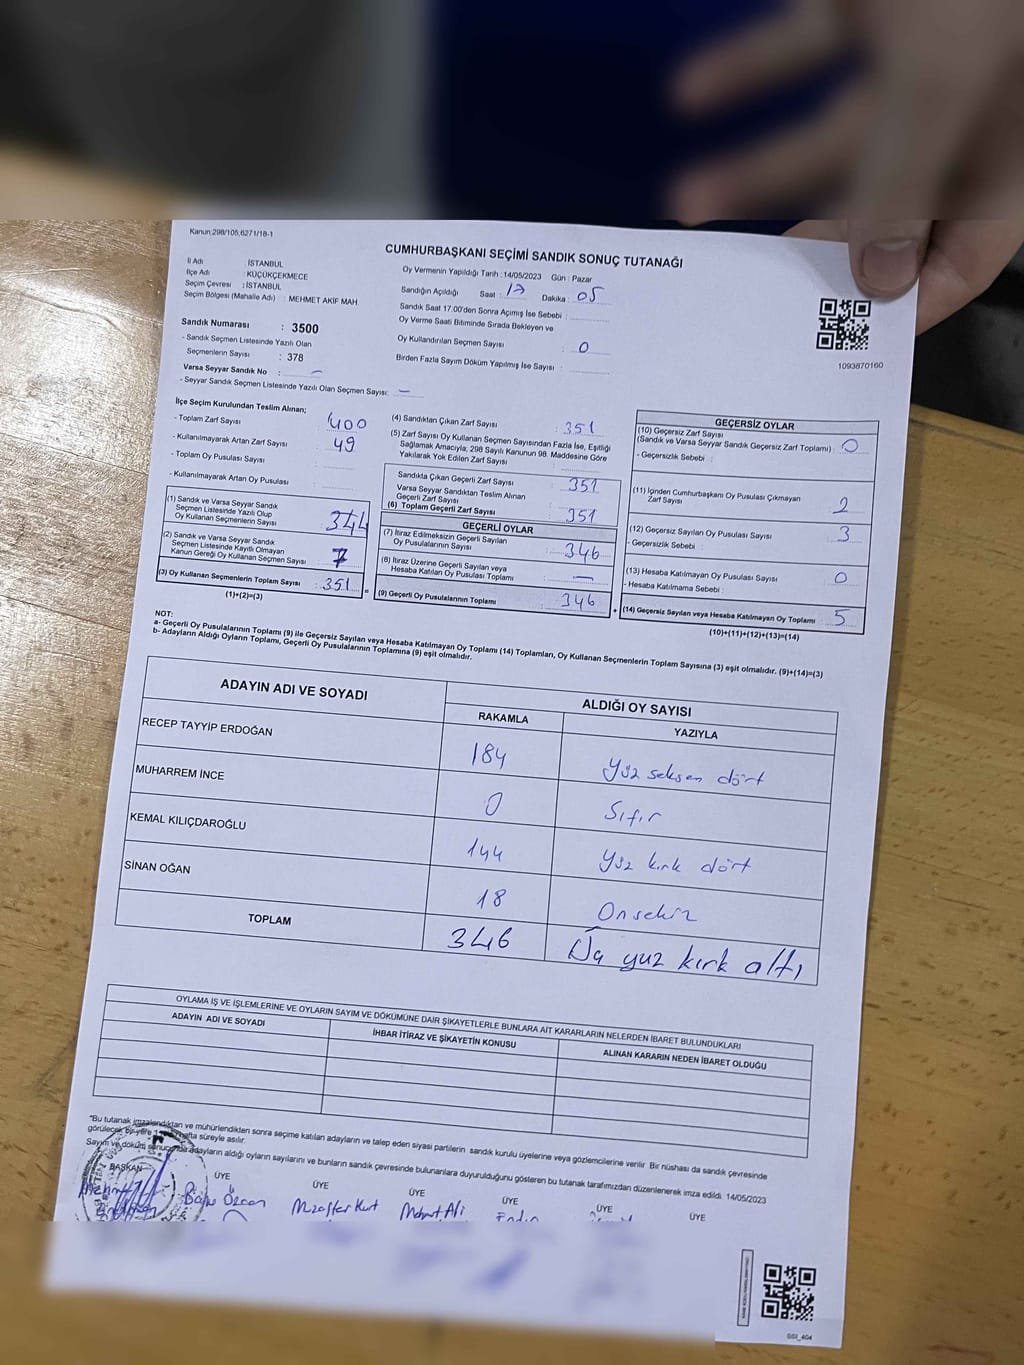 Kanun:298/105,6271/18-1
CUMHURBAŞKANI SEÇİMİ SANDIK SONUÇ TUTANAĞI
İl Adı : İSTANBUL
İlçe Adı : KÜÇÜKÇEKMECE
Seçim Çevresi : İSTANBUL
Seçim Bölgesi (Mahalle Adı) : MEHMET AKİF MAH.
Sandık Numarası : 3500
- Sandık Seçmen Listesinde Yazılı Olan
Seçmenlerin Sayısı : 378
Varsa Seyyar Sandık No : –
- Seyyar Sandık Seçmen Listesinde Yazılı Olan Seçmen Sayısı: –
Oy Vermenin Yapıldığı Tarih : 14/05/2023 Gün : Pazar
Sandığın Açıldığı Saat : 17 Dakika : 05
Sandık Saat 17.00'den Sonra Açımış İse Sebebi :
Oy Verme Saati Bitiminde Sırada Bekleyen ve
Oy Kullandırılan Seçmen Sayısı : 0
Birden Fazla Sayım Döküm Yapılmış İse Sayısı :
1093870160
İlçe Seçim Kurulundan Teslim Alınan;
- Toplam Zarf Sayısı : 400
- Kullanılmayarak Artan Zarf Sayısı : 49
- Toplam Oy Pusulası Sayısı :
- Kullanılmayarak Artan Oy Pusulası :
(1) Sandık ve Varsa Seyyar Sandık
Seçmen Listesinde Yazılı Olup
Oy Kullanan Seçmenlerin Sayısı : 344
(2) Sandık ve Varsa Seyyar Sandık
Seçmen Listesinde Kayıtlı Olmayan
Kanun Gereği Oy Kullanan Seçmen Sayısı : 7
(3) Oy Kullanan Seçmenlerin Toplam Sayısı : 351
(1)+(2)=(3)
(4) Sandıktan Çıkan Zarf Sayısı : 351
(5) Zarf Sayısı Oy Kullanan Seçmen Sayısından Fazla İse, Eşitliği
Sağlamak Amacıyla, 298 Sayılı Kanunun 98. Maddesine Göre
Yakılarak Yok Edilen Zarf Sayısı :
Sandıkta Çıkan Geçerli Zarf Sayısı : 351
Varsa Seyyar Sandıktan Teslim Alınan
Geçerli Zarf Sayısı :
(6) Toplam Geçerli Zarf Sayısı : 351
GEÇERLİ OYLAR
(7) İtiraz Edilmeksizin Geçerli Sayılan
Oy Pusulalarının Sayısı : 346
(8) İtiraz Üzerine Geçerli Sayılan veya
Hesaba Katılan Oy Pusulası Toplamı : –
(9) Geçerli Oy Pusulalarının Toplamı : 346
GEÇERSİZ OYLAR
(10) Geçersiz Zarf Sayısı
(Sandık ve Varsa Seyyar Sandık Geçersiz Zarf Toplamı) : 0
- Geçersizlik Sebebi :
(11) İçinden Cumhurbaşkanı Oy Pusulası Çıkmayan
Zarf Sayısı : 2
(12) Geçersiz Sayılan Oy Pusulası Sayısı : 3
- Geçersizlik Sebebi :
(13) Hesaba Katılmayan Oy Pusulası Sayısı : 0
- Hesaba Katılmama Sebebi :
(14) Geçersiz Sayılan veya Hesaba Katılmayan Oy Toplamı : 5
(10)+(11)+(12)+(13)=(14)
NOT:
a- Geçerli Oy Pusulalarının Toplamı (9) ile Geçersiz Sayılan veya Hesaba Katılmayan Oy Toplamı (14) Toplamları, Oy Kullanan Seçmenlerin Toplam Sayısına (3) eşit olmalıdır. (9)+(14)=(3)
b- Adayların Aldığı Oyların Toplamı, Geçerli Oy Pusulalarının Toplamına (9) eşit olmalıdır.
ADAYIN ADI VE SOYADI ALDIĞI OY SAYISI
RAKAMLA YAZIYLA
RECEP TAYYİP ERDOĞAN 184 Yüz seksen dört
MUHARREM İNCE 0 Sıfır
KEMAL KILIÇDAROĞLU 144 Yüz kırk dört
SİNAN OĞAN 18 Onsekiz
TOPLAM 346 Üç yuz kırk altı
OYLAMA İŞ VE İŞLEMLERİNE VE OYLARIN SAYIM VE DÖKÜMÜNE DAİR ŞİKAYETLERLE BUNLARA AİT KARARLARIN NELERDEN İBARET BULUNDUKLARI
ADAYIN ADI VE SOYADI İHBAR İTİRAZ VE ŞİKAYETİN KONUSU ALINAN KARARIN NEDEN İBARET OLDUĞU
*Bu tutanak imzalandıktan ve mühürlendikten sonra seçime katılan adayların ve talep eden siyasi partilerin sandık kurulu üyelerine veya gözlemcilerine verilir. Bir nüshası da sandık çevresinde
görülecek bir yere 1 hafta süreyle asılır.
Sayım ve döküm sonucunda adayların aldığı oyların sayılarını ve bunların sandık çevresinde bulunanlara duyurulduğunu gösteren bu tutanak tarafımızdan düzenlenerek imza edildi. 14/05/2023
BAŞKAN ÜYE ÜYE ÜYE ÜYE ÜYE ÜYE
Mehmet Özcan Muzaffer Kurt Mehmet Ali
GSI_404